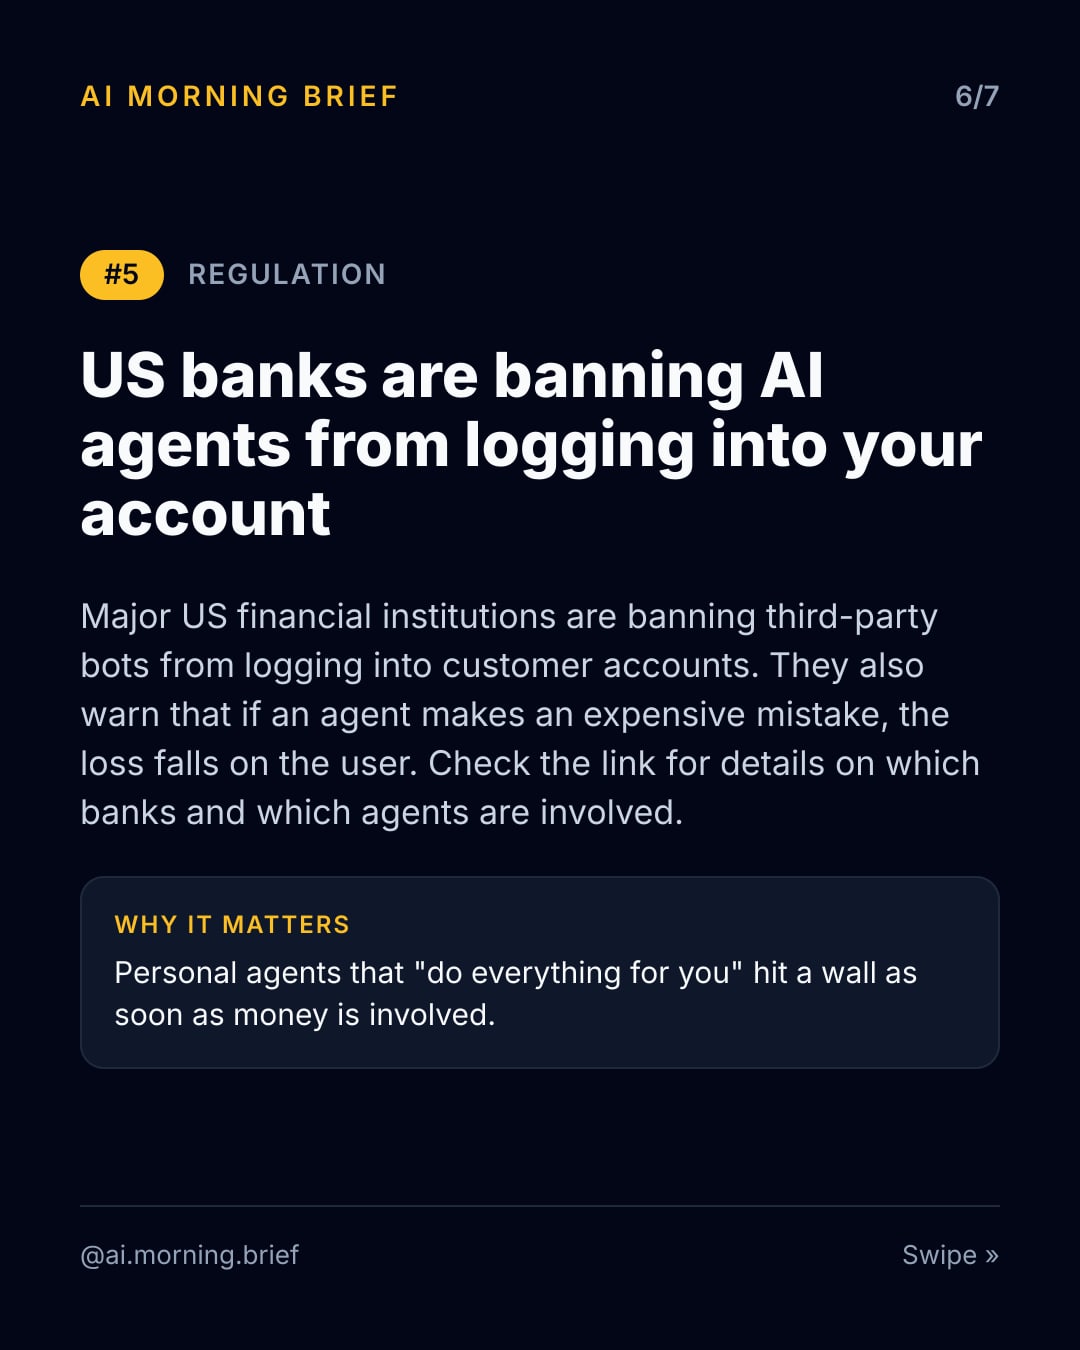 AI MORNING BRIEF
6/7
#5
REGULATION
US banks are banning AI
agents from logging into your
account
Major US financial institutions are banning third-party
bots from logging into customer accounts. They also
warn that if an agent makes an expensive mistake, the
loss falls on the user. Check the link for details on which
banks and which agents are involved.
WHY IT MATTERS
Personal agents that "do everything for you" hit a wall as
soon as money is involved.
@ai.morning.brief
Swipe »